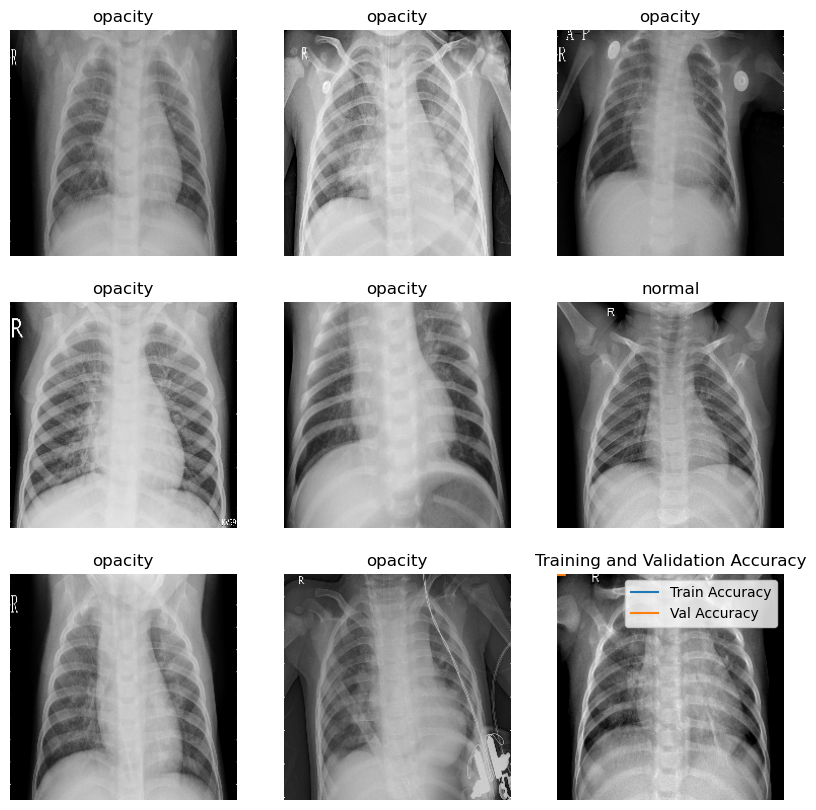 opacity
opacity
opacity
R
R
A P
R
opacity
opacity
normal
R
R
opacity
opacity
Training and Validation Accuracy
R
R
R
Train Accuracy
Val Accuracy